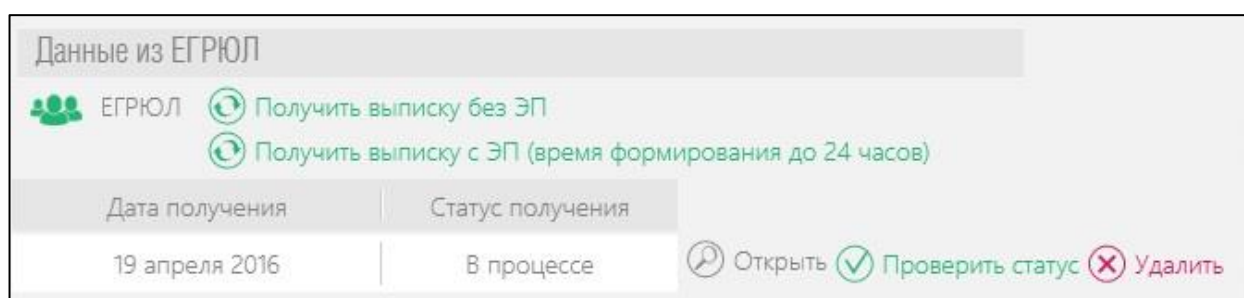 Данные из ЕГРЮЛ
ЕГРЮЛ Получить выписку без ЭП
Получить выписку с ЭП (время формирования до 24 часов)
Дата получения Статус получения
19 апреля 2016 В процессе Открыть Проверить статус Удалить